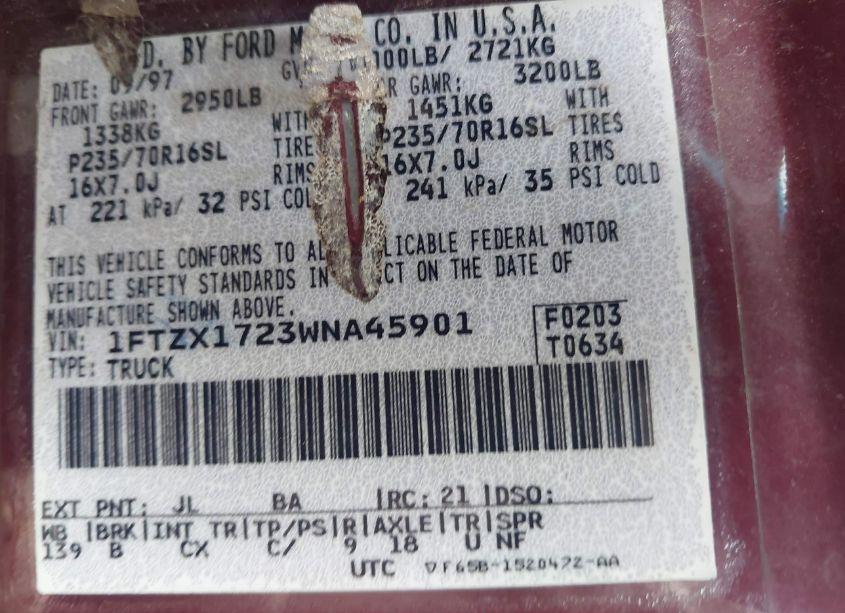 D. BY FORD M CO. IN U.S.A.
DATE: 09/97 GV 00LB/ 2721KG
FRONT GAWR: 2950LB R GAWR: 3200LB
1338KG WITH 1451KG WITH
P235/70R16SL TIRE P235/70R16SL TIRES
16X7.0J RIMS 16X7.0J RIMS
AT 221 kPa/ 32 PSI COL 241 kPa/ 35 PSI COLD
THIS VEHICLE CONFORMS TO AL LICABLE FEDERAL MOTOR
VEHICLE SAFETY STANDARDS IN CT ON THE DATE OF
MANUFACTURE SHOWN ABOVE.
VIN: 1FTZX1723WNA45901 F0203
TYPE: TRUCK T0634
EXT PNT: JL BA |RC: 21 |DSO:
WB |BRK|INT TR|TP/PS|R|AXLE|TR|SPR
139 B CX C/ 9 18 U NF
UTC ▽F65B-1520472-AA